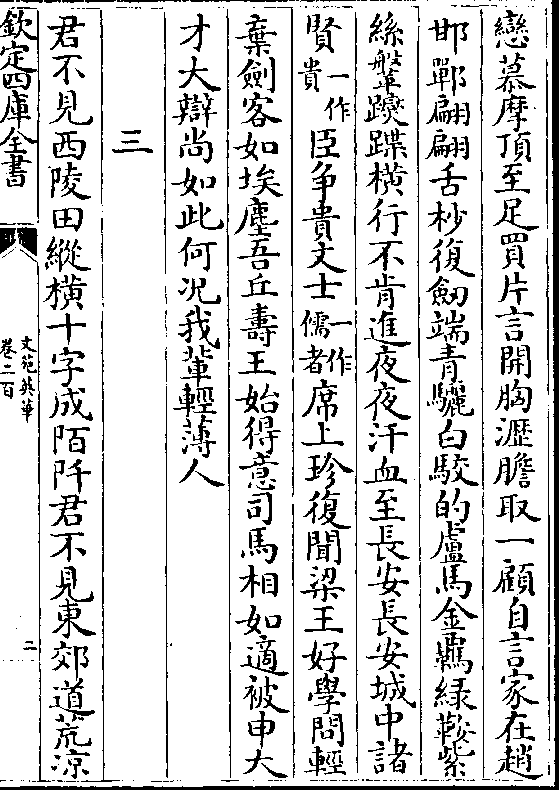 戀慕摩頂至足買片言開胸瀝膽取一顧自言家在趙
邯鄲翩翩舌杪復劒端青驪白駮的盧馬金羈緑鞍紫
絲鞶躞蹀横行不肯進夜夜汗血至長安長安城中諸
賢一作貴臣争貴文士一作儒者席上珍復聞梁王好學問輕
棄劍客如埃塵吾丘壽王始得意司馬相如適被申大
才大辯尚如此何况我輩輕薄人
三
君不見西陵田縱横十字成陌阡君不見東郊道荒涼
欽定四庫全書
文苑英華
卷二百
二